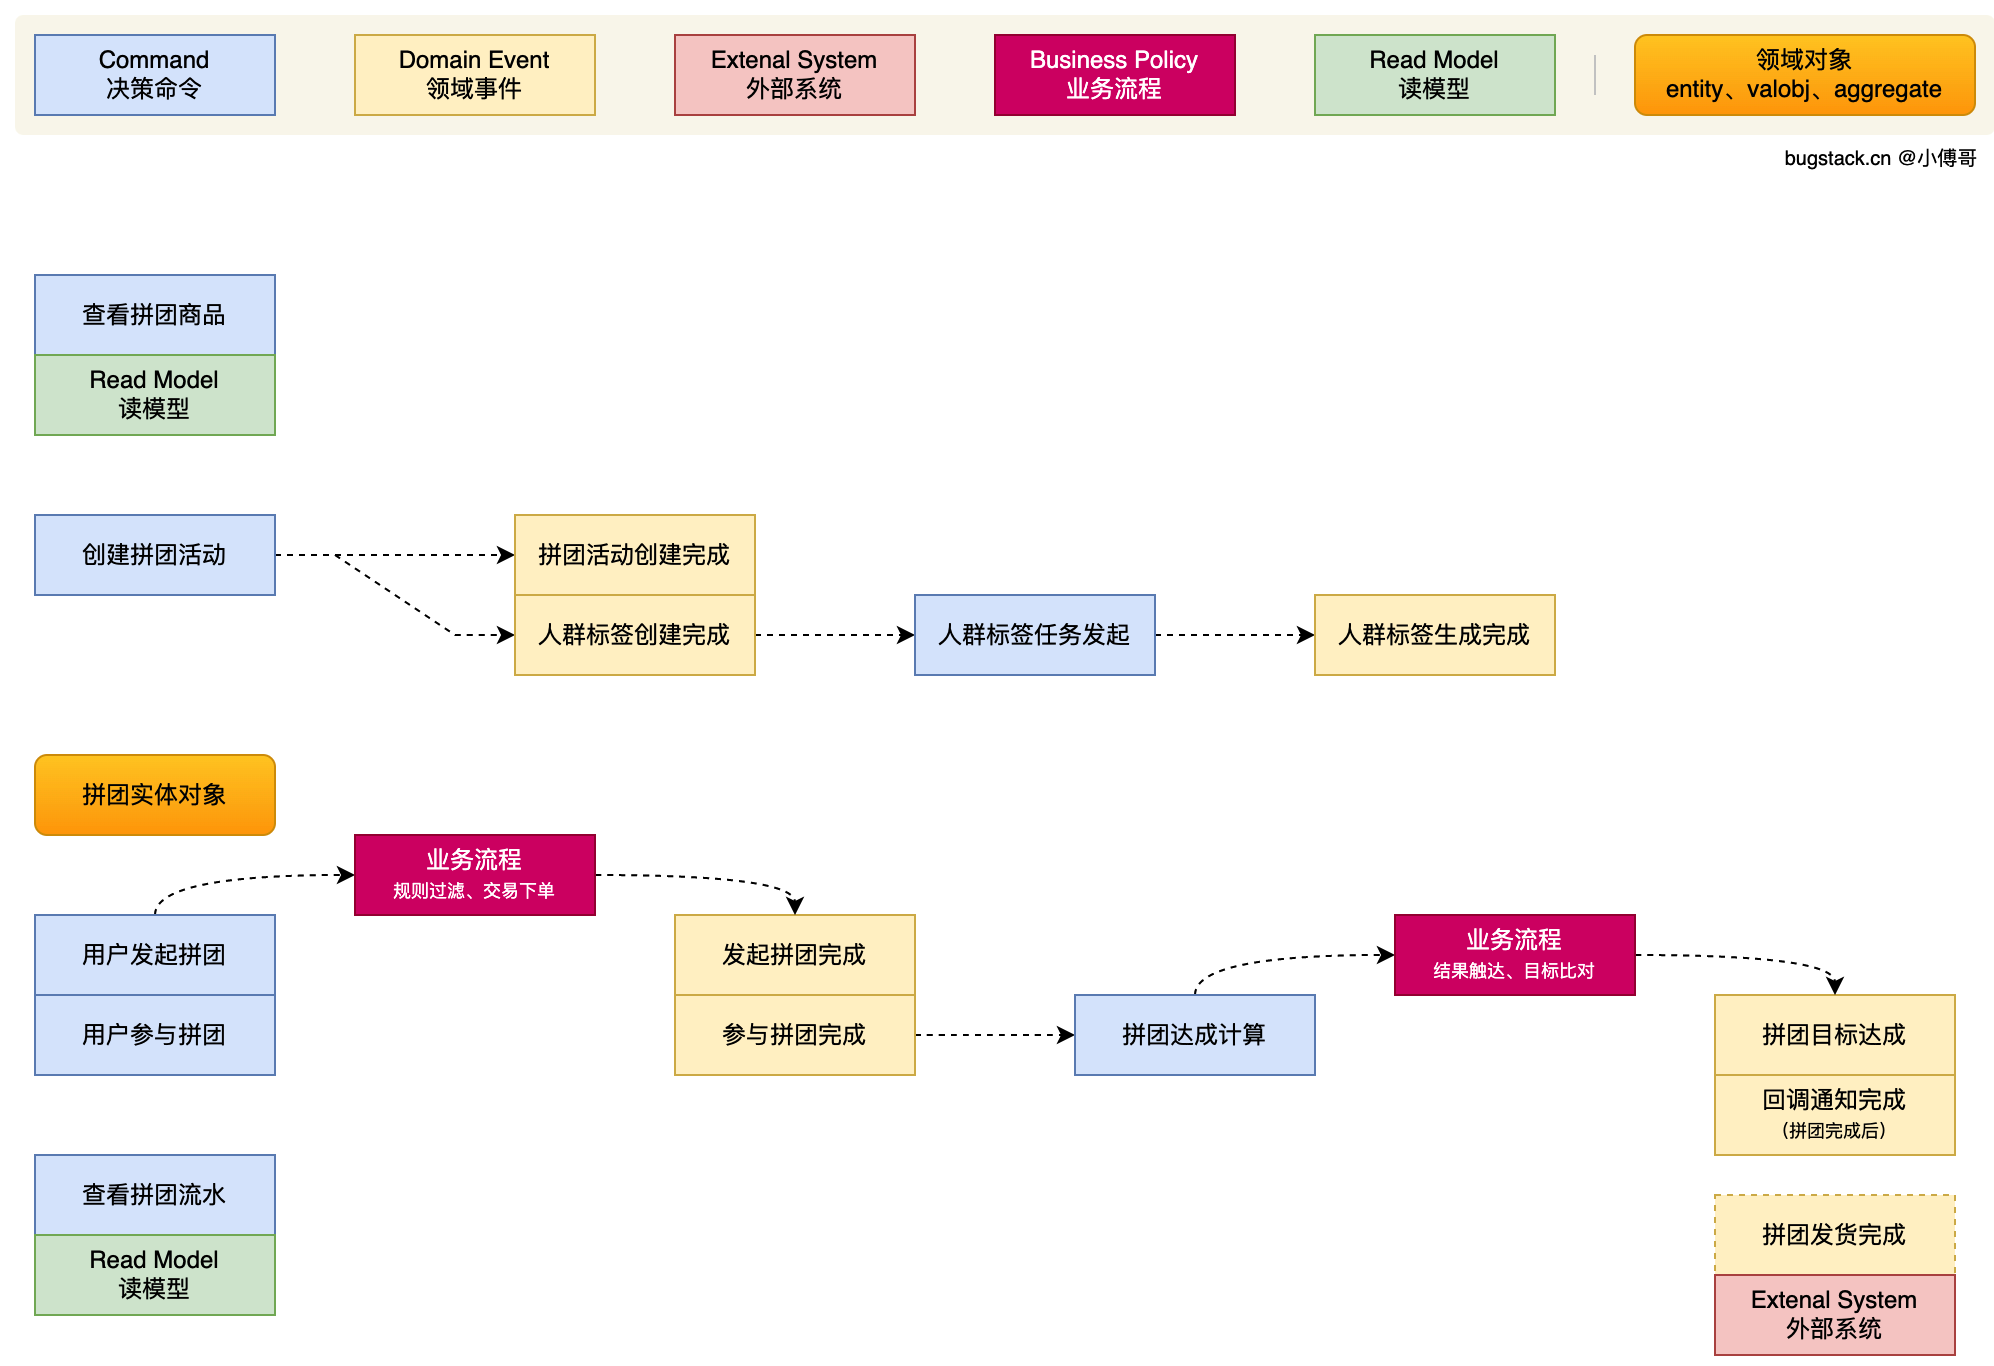 Command
决策命令
Domain Event
领域事件
Extenal System
外部系统
Business Policy
业务流程
Read Model
读模型
领域对象
entity、valobj、aggregate
bugstack.cn @小傅哥
查看拼团商品
Read Model
读模型
创建拼团活动
拼团活动创建完成
人群标签创建完成
人群标签任务发起
人群标签生成完成
拼团实体对象
业务流程
规则过滤、交易下单
用户发起拼团
用户参与拼团
发起拼团完成
参与拼团完成
拼团达成计算
业务流程
结果触达、目标比对
拼团目标达成
回调通知完成
(拼团完成后)
查看拼团流水
Read Model
读模型
拼团发货完成
Extenal System
外部系统